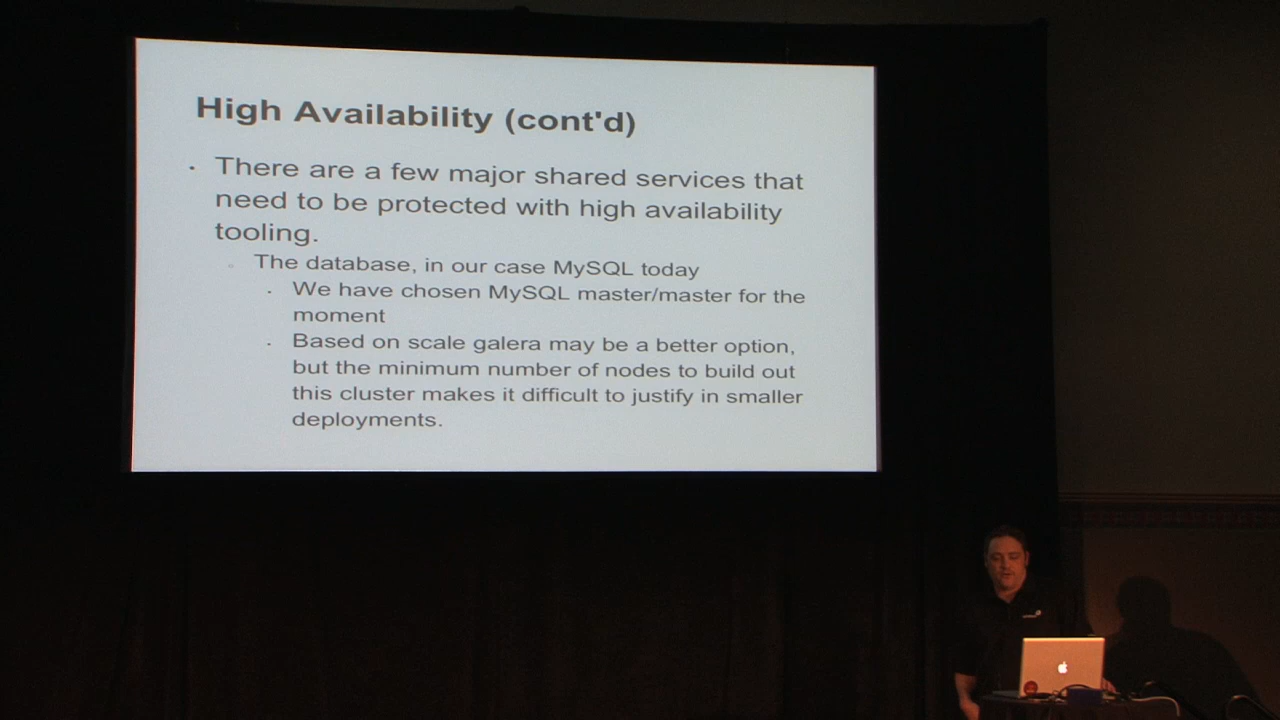 High Availability (cont'd)
There are a few major shared services that
need to be protected with high availability
tooling.
The database, in our case MySQL today
We have chosen MySQL master/master for the
moment
Based on scale galera may be a better option,
but the minimum number of nodes to build out
this cluster makes it difficult to justify in smaller
deployments.